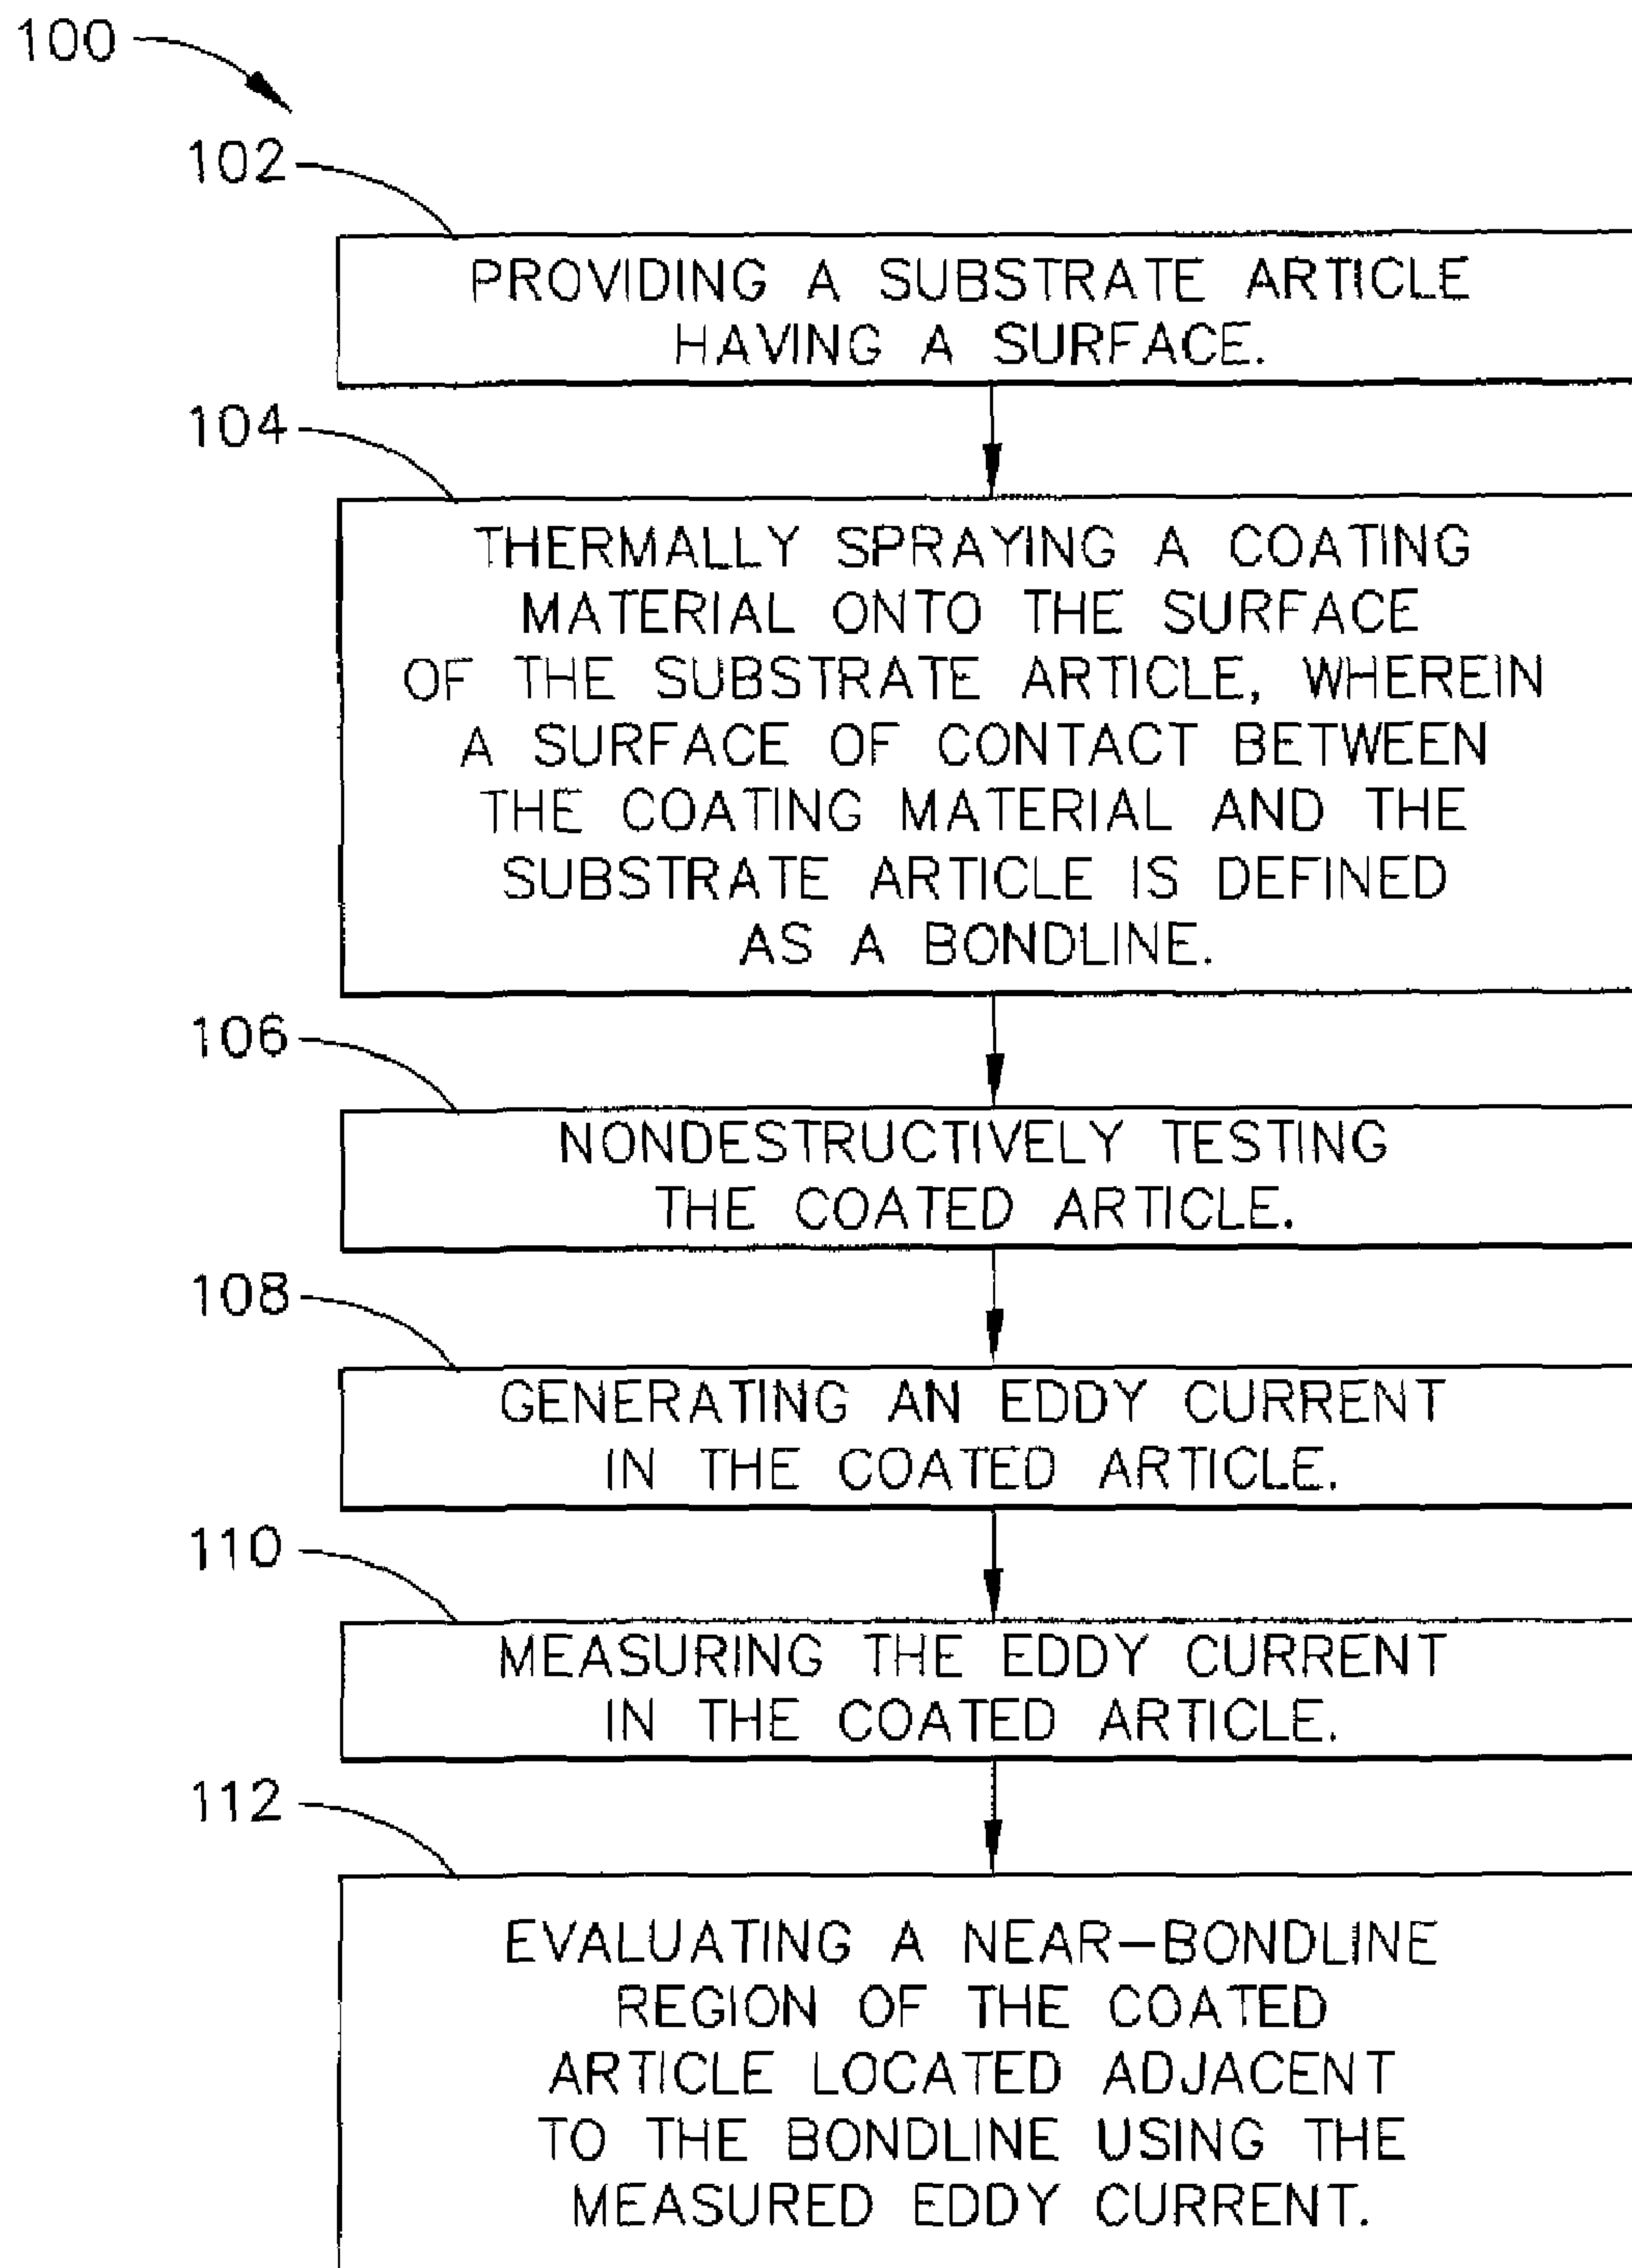 100
102
PROVIDING A SUBSTRATE ARTICLE
HAVING A SURFACE.
104
THERMALLY SPRAYING A COATING
MATERIAL ONTO THE SURFACE
OF THE SUBSTRATE ARTICLE, WHEREIN
A SURFACE OF CONTACT BETWEEN
THE COATING MATERIAL AND THE
SUBSTRATE ARTICLE IS DEFINED
AS A BONDLINE.
106
NONDESTRUCTIVELY TESTING
THE COATED ARTICLE.
108
GENERATING AN EDDY CURRENT
IN THE COATED ARTICLE.
110
MEASURING THE EDDY CURRENT
IN THE COATED ARTICLE.
112
EVALUATING A NEAR-BONDLINE
REGION OF THE COATED
ARTICLE LOCATED ADJACENT
TO THE BONDLINE USING THE
MEASURED EDDY CURRENT.